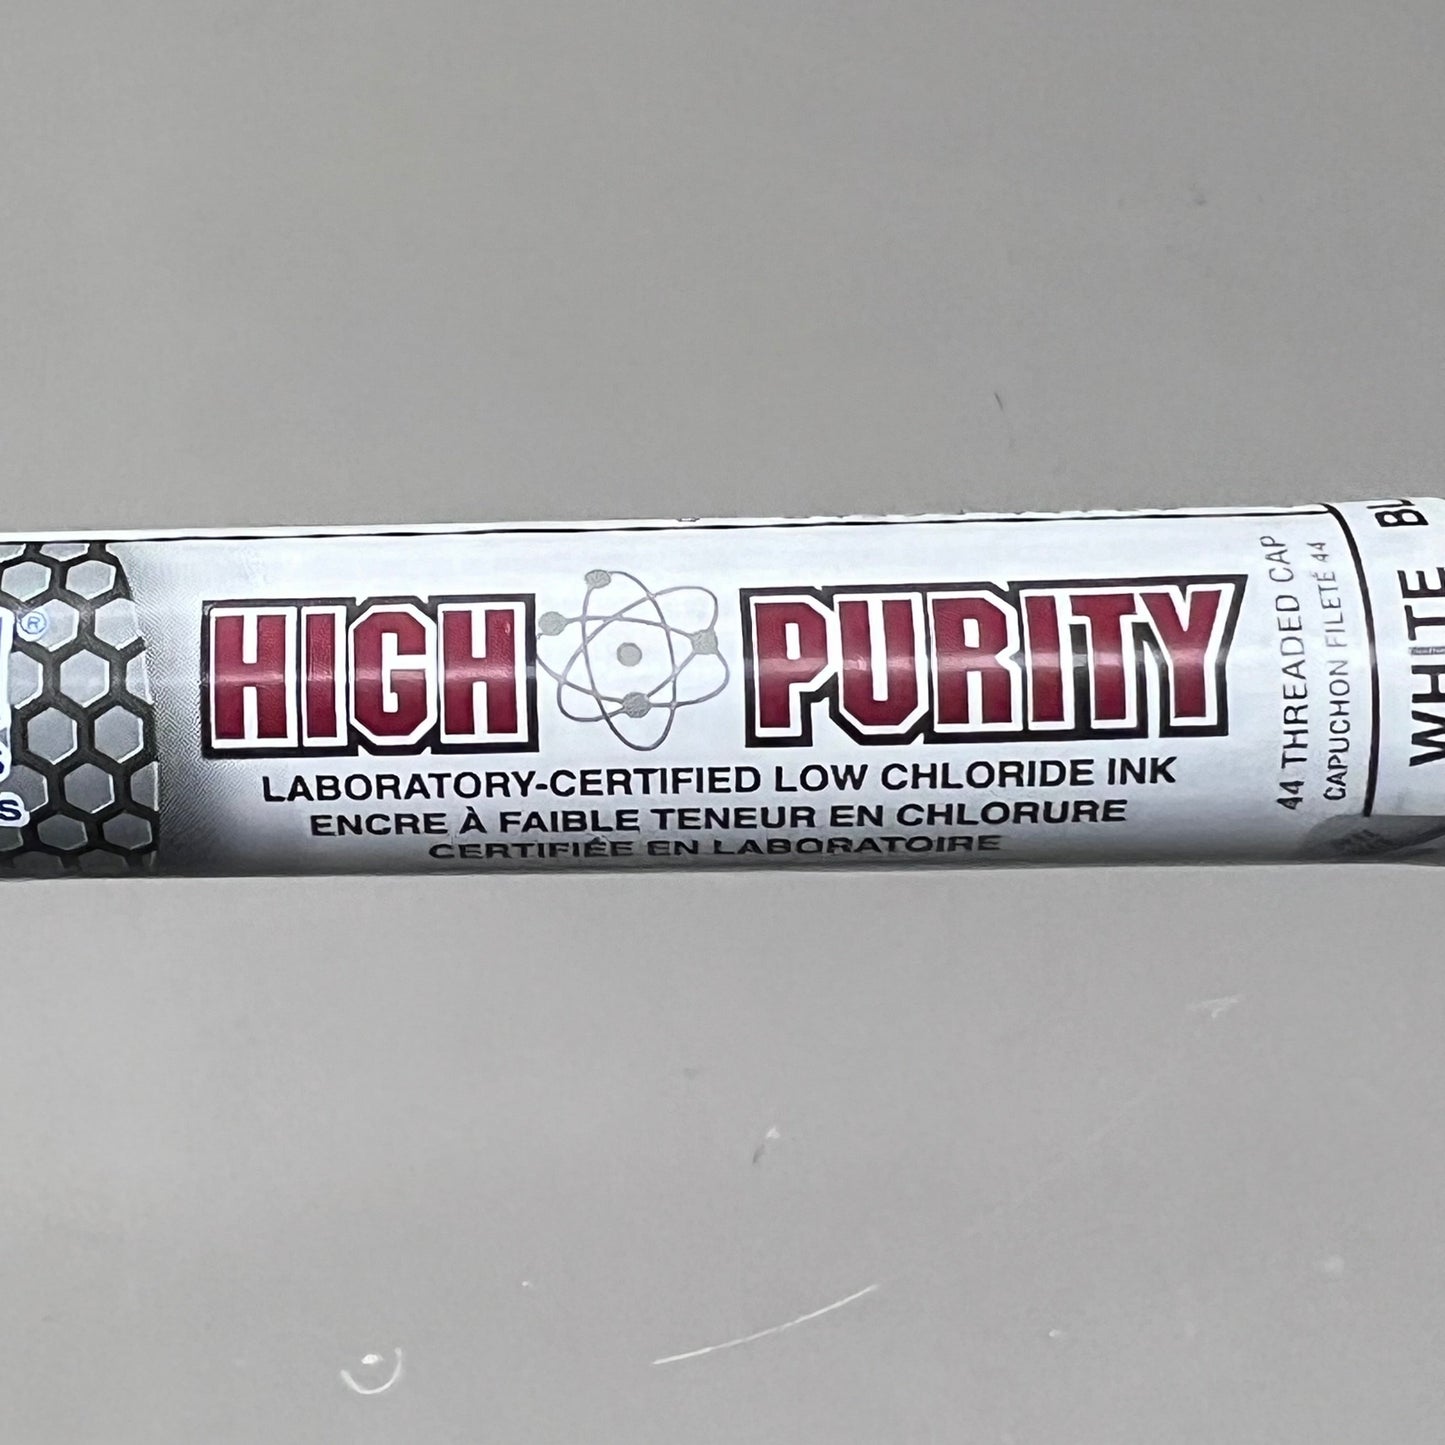 ®
S
HIGH PURITY
LABORATORY-CERTIFIED LOW CHLORIDE INK
ENCRE À FAIBLE TENEUR EN CHLORURE
CERTIFIÉE EN LABORATOIRE
44 THREADED CAP
CAPUCHON FILETÉ 44
WHITE